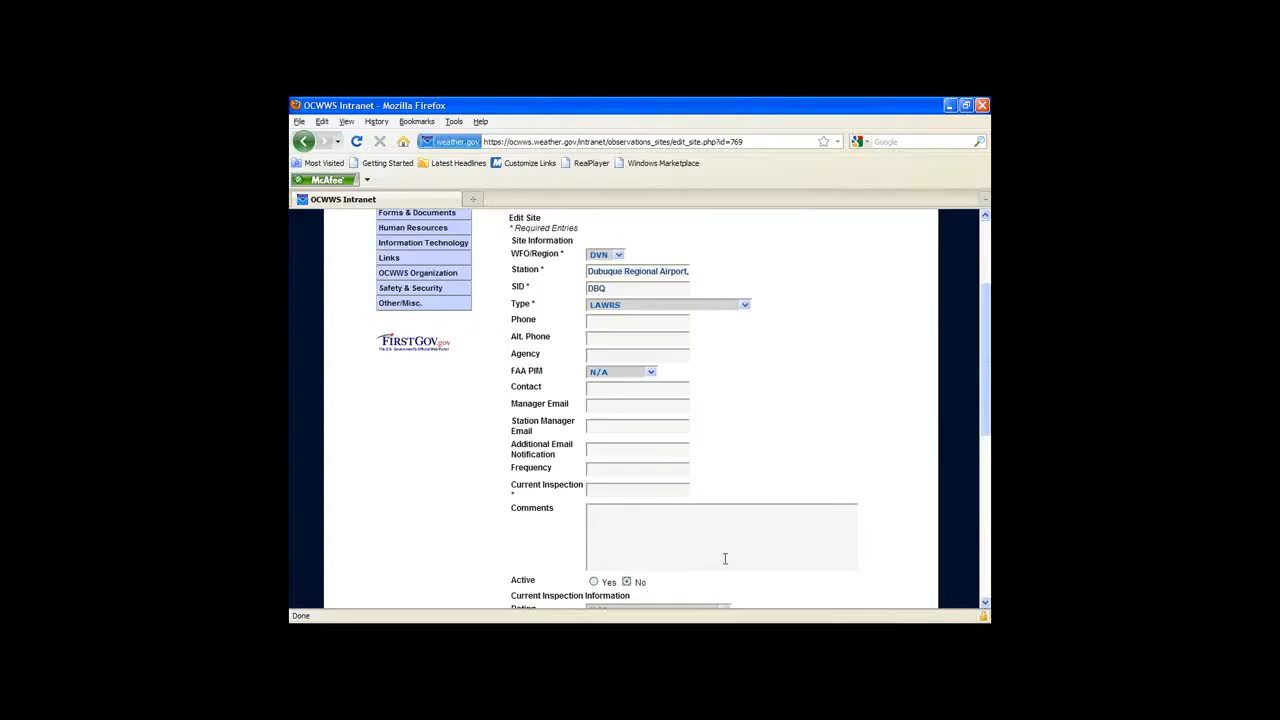 OCWWS Intranet - Mozilla Firefox
File Edit View History Bookmarks Tools Help
weather.gov https://ocwws.weather.gov/intranet/observations_sites/edit_site.php?id=769 Google
Most Visited Getting Started Latest Headlines Customize Links RealPlayer Windows Marketplace
McAfee
OCWWS Intranet
Forms & Documents
Human Resources
Information Technology
Links
OCWWS Organization
Safety & Security
Other/Misc.
FIRSTGOV.gov
Edit Site
* Required Entries
Site Information
WFO/Region * DVN
Station * Dubuque Regional Airport,
SID * DBQ
Type * LAWRS
Phone
Alt. Phone
Agency
FAA PIM N/A
Contact
Manager Email
Station Manager
Email
Additional Email
Notification
Frequency
Current Inspection
*
Comments
Active Yes No
Current Inspection Information
Done